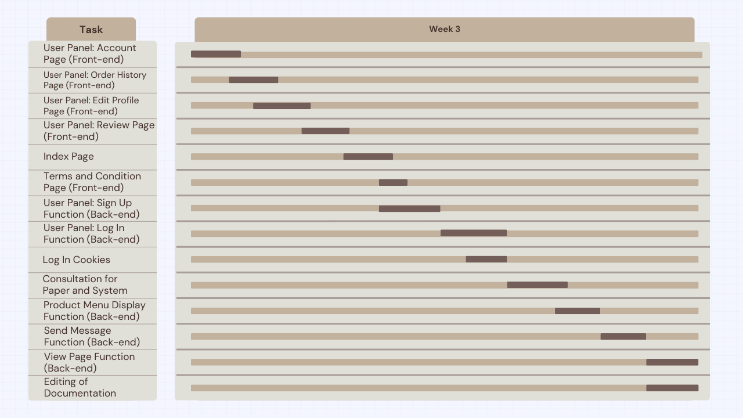 Task
Week 3
User Panel: Account
Page (Front-end)
User Panel: Order History
Page (Front-end)
User Panel: Edit Profile
Page (Front-end)
User Panel: Review Page
(Front-end)
Index Page
Terms and Condition
Page (Front-end)
User Panel: Sign Up
Function (Back-end)
User Panel: Log In
Function (Back-end)
Log In Cookies
Consultation for
Paper and System
Product Menu Display
Function (Back-end)
Send Message
Function (Back-end)
View Page Function
(Back-end)
Editing of
Documentation